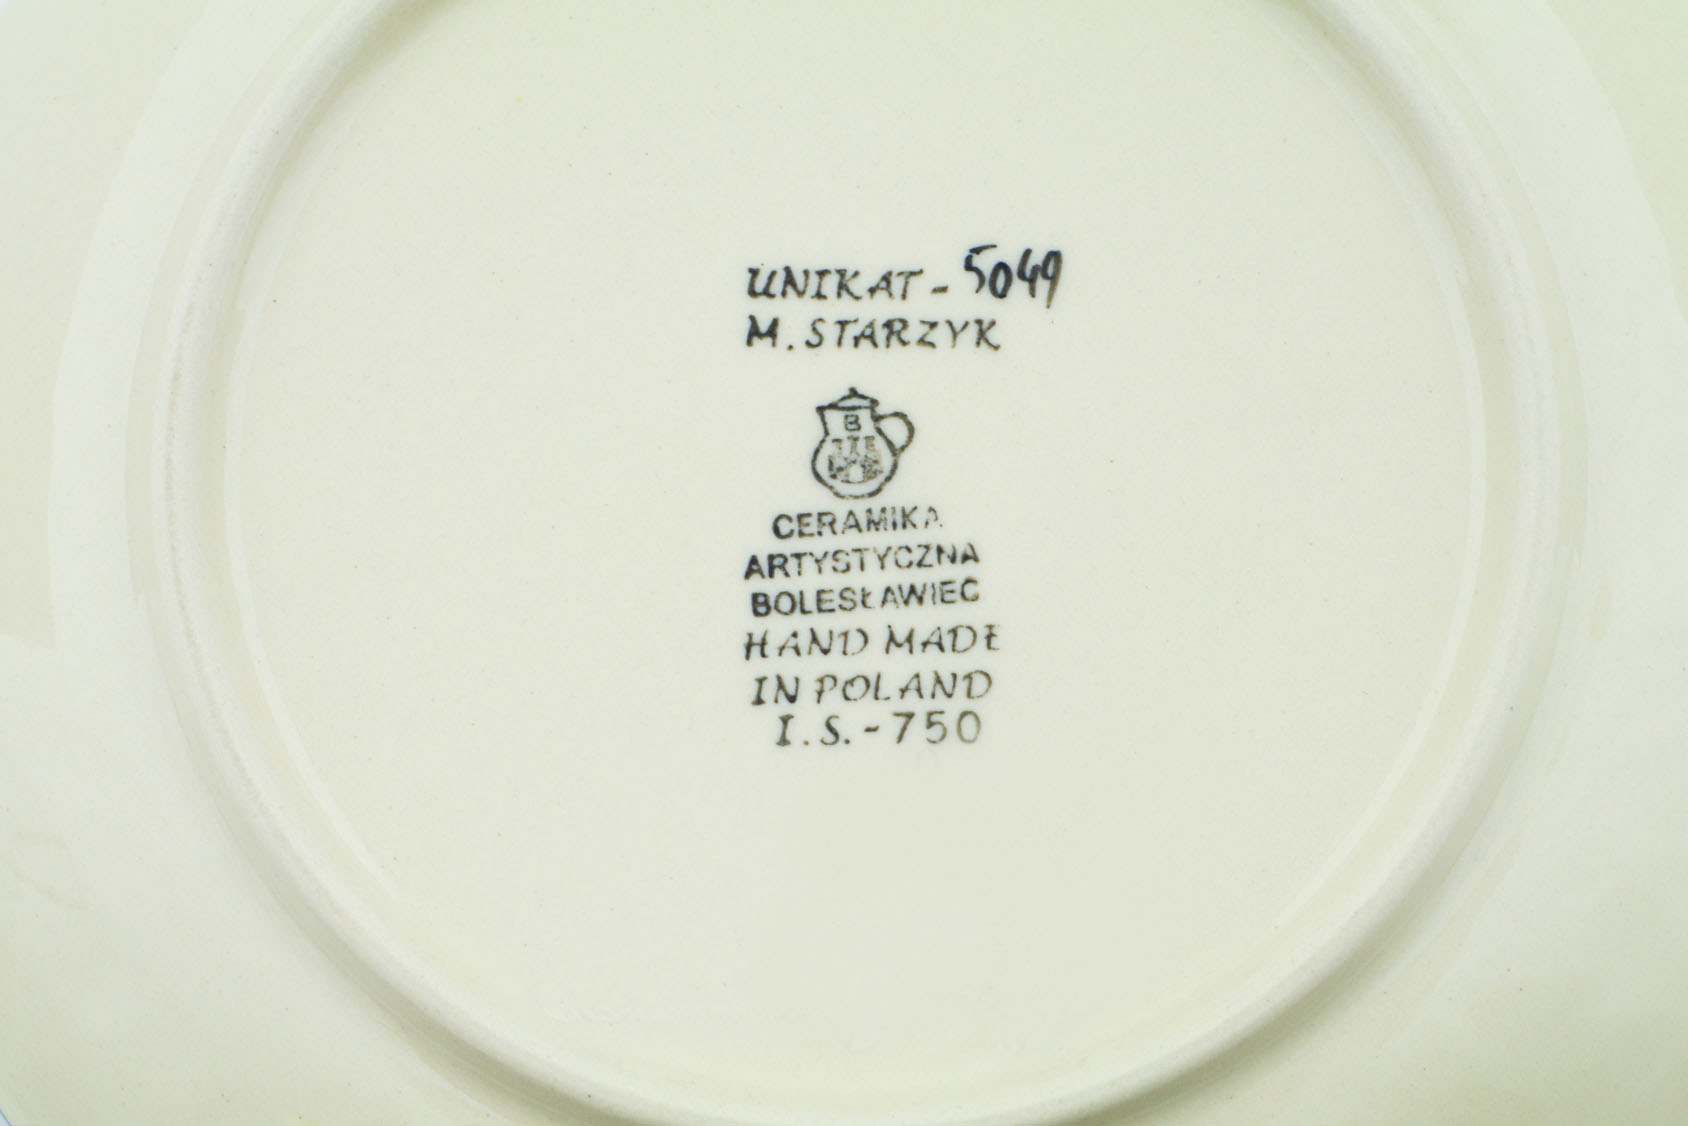 UNIKAT - 5049
M. STARZYK
B
CERAMIKA
ARTYSTYCZNA
BOLESŁAWIEC
HAND MADE
IN POLAND
I.S. - 750